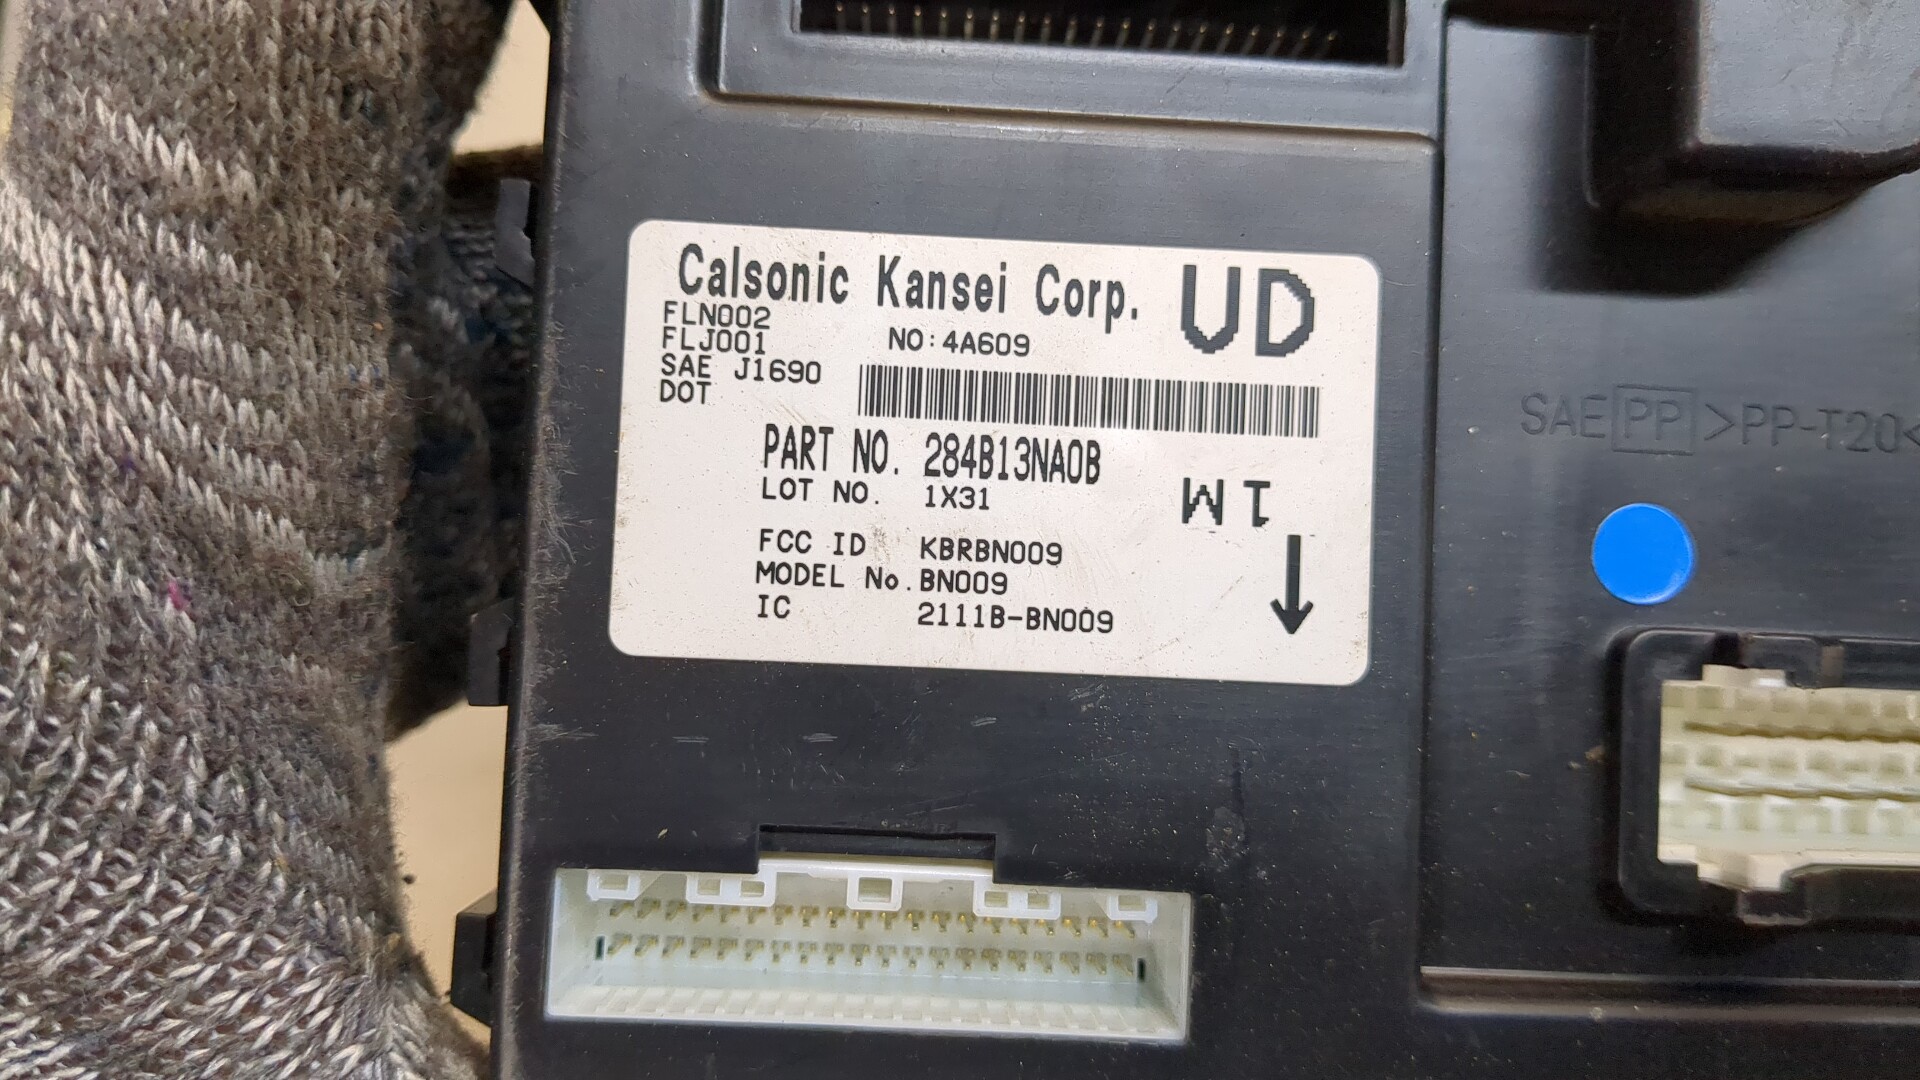 Calsonic Kansei Corp. UD
FLN002
FLJ001 NO:4A609
SAE J1690
DOT
PART NO. 284B13NA0B
LOT NO. 1X31
1M
FCC ID KBRBN009
MODEL No. BN009
IC 2111B-BN009
↓
SAE PP >PP-T20<